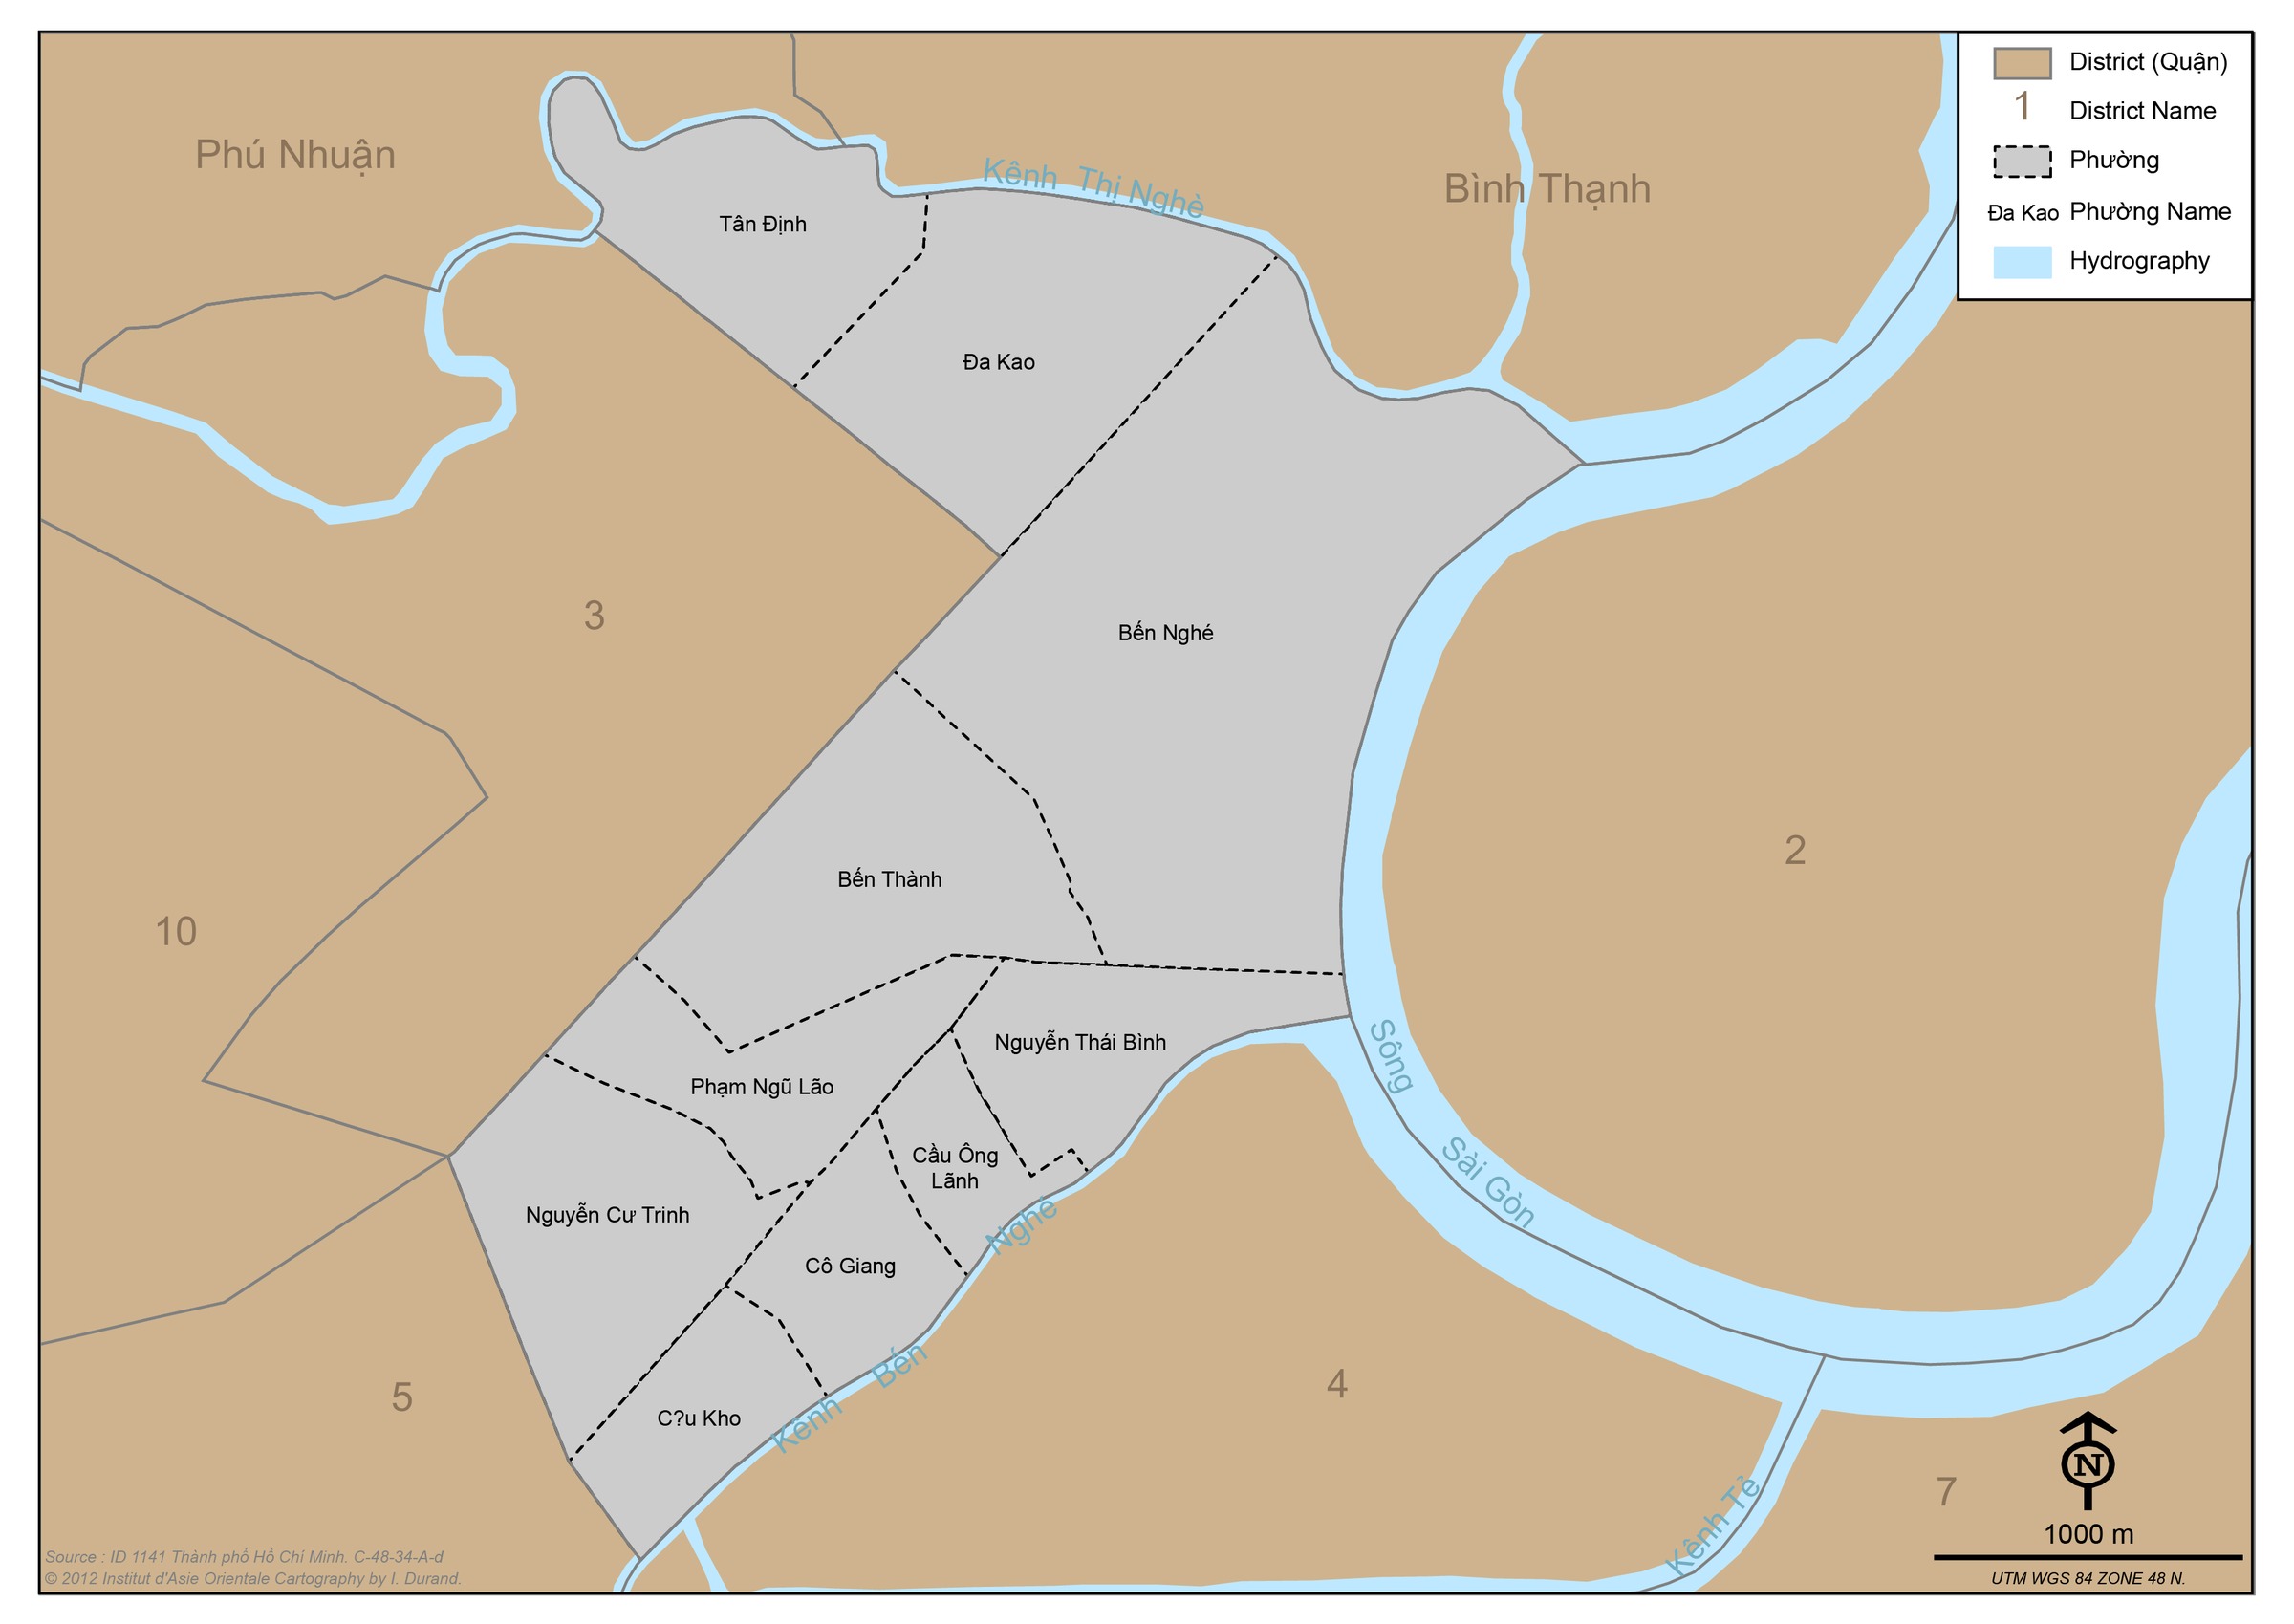 District (Quận)
1 District Name
Phường
Đa Kao Phường Name
Hydrography
Phú Nhuận
Bình Thạnh
Kênh Thị Nghè
Tân Định
Đa Kao
3
Bến Nghé
2
Bến Thành
10
Nguyễn Thái Bình
Sông Sài Gòn
Phạm Ngũ Lão
Cầu Ông
Lãnh
Nguyễn Cư Trinh
Cô Giang
Kênh Bến Nghè
C?u Kho
5
4
7
Kênh Tẻ
N
1000 m
UTM WGS 84 ZONE 48 N.
Source : ID 1141 Thành phố Hồ Chí Minh. C-48-34-A-d
© 2012 Institut d'Asie Orientale Cartography by I. Durand.